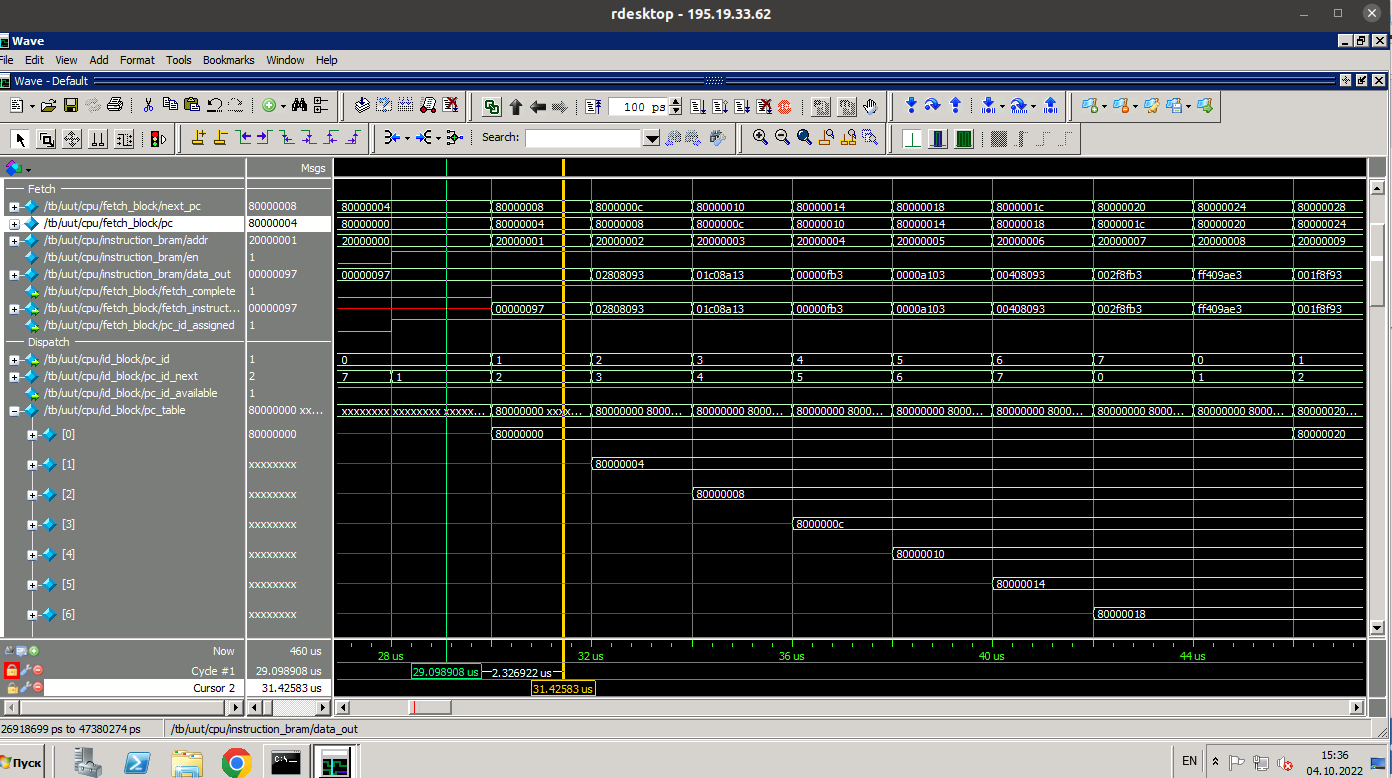 rdesktop - 195.19.33.62
Wave
File Edit View Add Format Tools Bookmarks Window Help
Wave - Default
100 ps
Search:
Msgs
Fetch
/tb/uut/cpu/fetch_block/next_pc 80000008 80000004 80000008 8000000c 80000010 80000014 80000018 8000001c 80000020 80000024 80000028
/tb/uut/cpu/fetch_block/pc 80000004 80000000 80000004 80000008 8000000c 80000010 80000014 80000018 8000001c 80000020 80000024
/tb/uut/cpu/instruction_bram/addr 20000001 20000000 20000001 20000002 20000003 20000004 20000005 20000006 20000007 20000008 20000009
/tb/uut/cpu/instruction_bram/en 1
/tb/uut/cpu/instruction_bram/data_out 00000097 00000097 02808093 01c08a13 00000fb3 0000a103 00408093 002f8fb3 ff409ae3 001f8f93
/tb/uut/cpu/fetch_block/fetch_complete 1
/tb/uut/cpu/fetch_block/fetch_instruct... 00000097 00000097 02808093 01c08a13 00000fb3 0000a103 00408093 002f8fb3 ff409ae3 001f8f93
/tb/uut/cpu/fetch_block/pc_id_assigned 1
Dispatch
/tb/uut/cpu/id_block/pc_id 1 0 1 2 3 4 5 6 7 0 1
/tb/uut/cpu/id_block/pc_id_next 2 7 1 2 3 4 5 6 7 0 1 2
/tb/uut/cpu/id_block/pc_id_available 1
/tb/uut/cpu/id_block/pc_table 80000000 xx... xxxxxxxx xxxxxxxx xxxxx... 80000000 xxxx... 80000000 8000... 80000000 8000... 80000000 8000... 80000000 8000... 80000000 8000... 80000000 8000... 80000000 8000... 80000020...
[0] 80000000 80000000 80000020
[1] xxxxxxxx 80000004
[2] xxxxxxxx 80000008
[3] xxxxxxxx 8000000c
[4] xxxxxxxx 80000010
[5] xxxxxxxx 80000014
[6] xxxxxxxx 80000018
Now 460 us 28 us 32 us 36 us 40 us 44 us
Cycle #1 29.098908 us 29.098908 us 2.326922 us
Cursor 2 31.42583 us 31.42583 us
26918699 ps to 47380274 ps /tb/uut/cpu/instruction_bram/data_out
Пуск
C:\
EN
15:36
04.10.2022